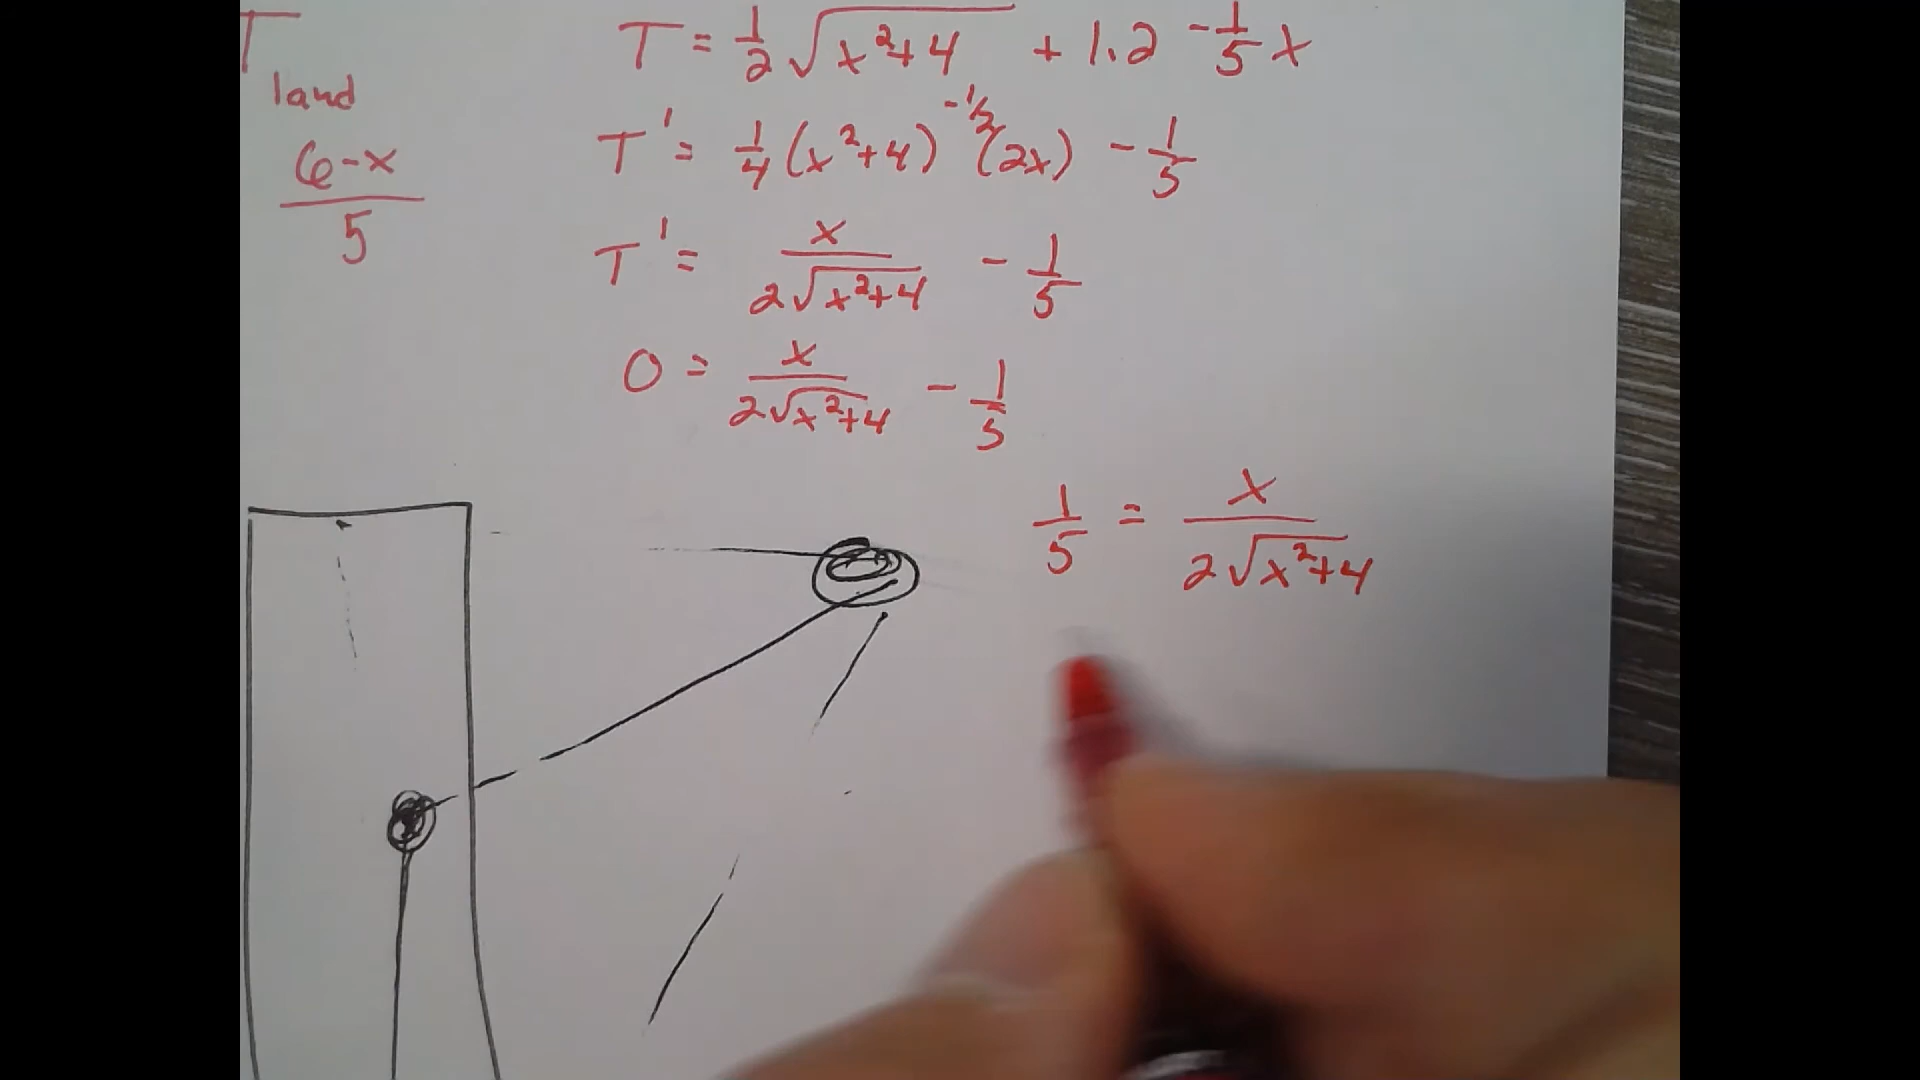 T
land
6-x
5
T = 1/2 √(x²+4) + 1.2 - 1/5 x
T' = 1/4 (x²+4)^(-1/2) (2x) - 1/5
T' = x / 2√(x²+4) - 1/5
0 = x / 2√(x²+4) - 1/5
1/5 = x / 2√(x²+4)